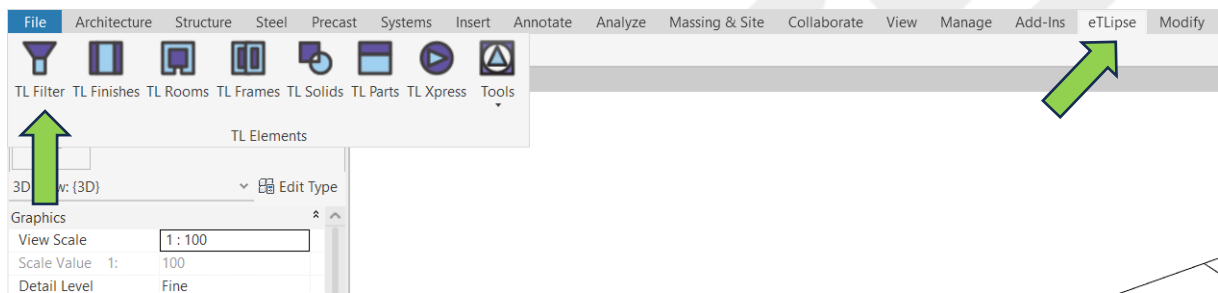 File Architecture Structure Steel Precast Systems Insert Annotate Analyze Massing & Site Collaborate View Manage Add-Ins eTLipse Modify
TL Filter TL Finishes TL Rooms TL Frames TL Solids TL Parts TL Xpress Tools
TL Elements
3D w: {3D} Edit Type
Graphics
View Scale 1 : 100
Scale Value 1: 100
Detail Level Fine